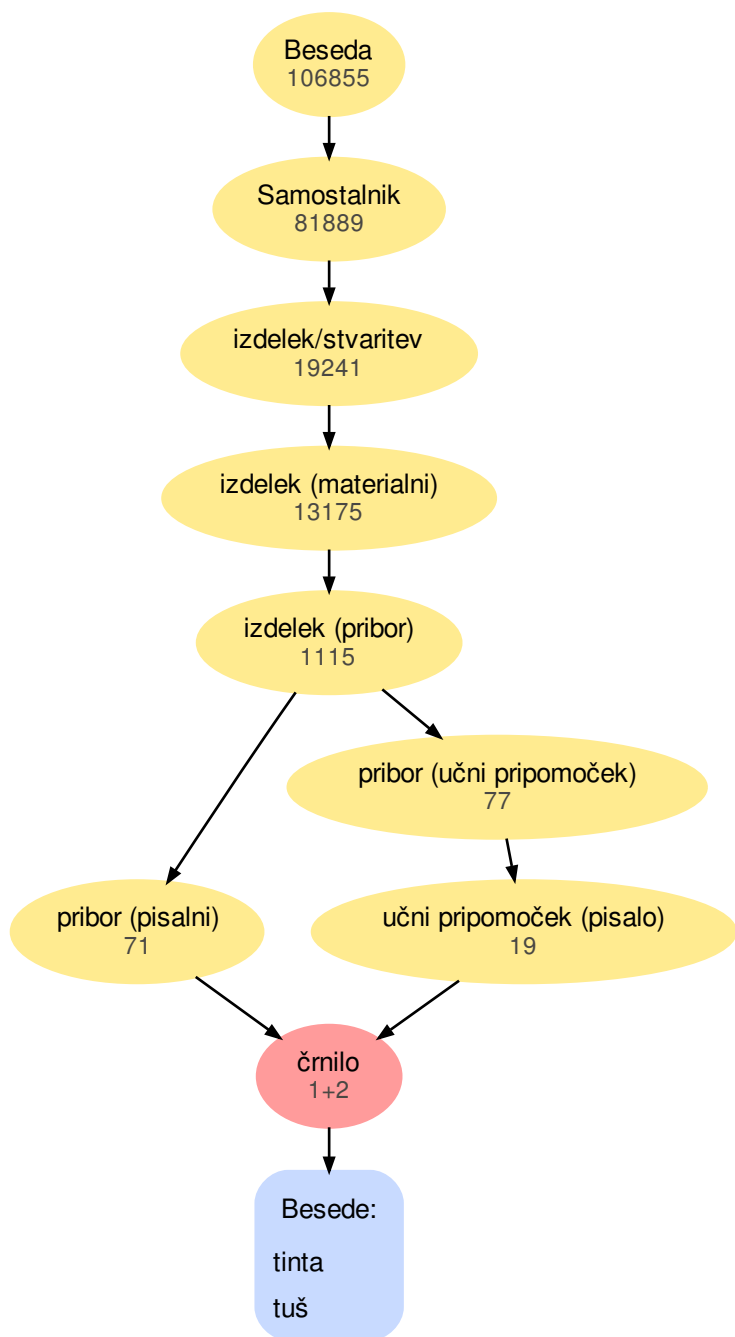 Beseda
106855
Samostalnik
81889
izdelek/stvaritev
19241
izdelek (materialni)
13175
izdelek (pribor)
1115
pribor (učni pripomoček)
77
pribor (pisalni)
71
učni pripomoček (pisalo)
19
črnilo
1+2
Besede:
tinta
tuš